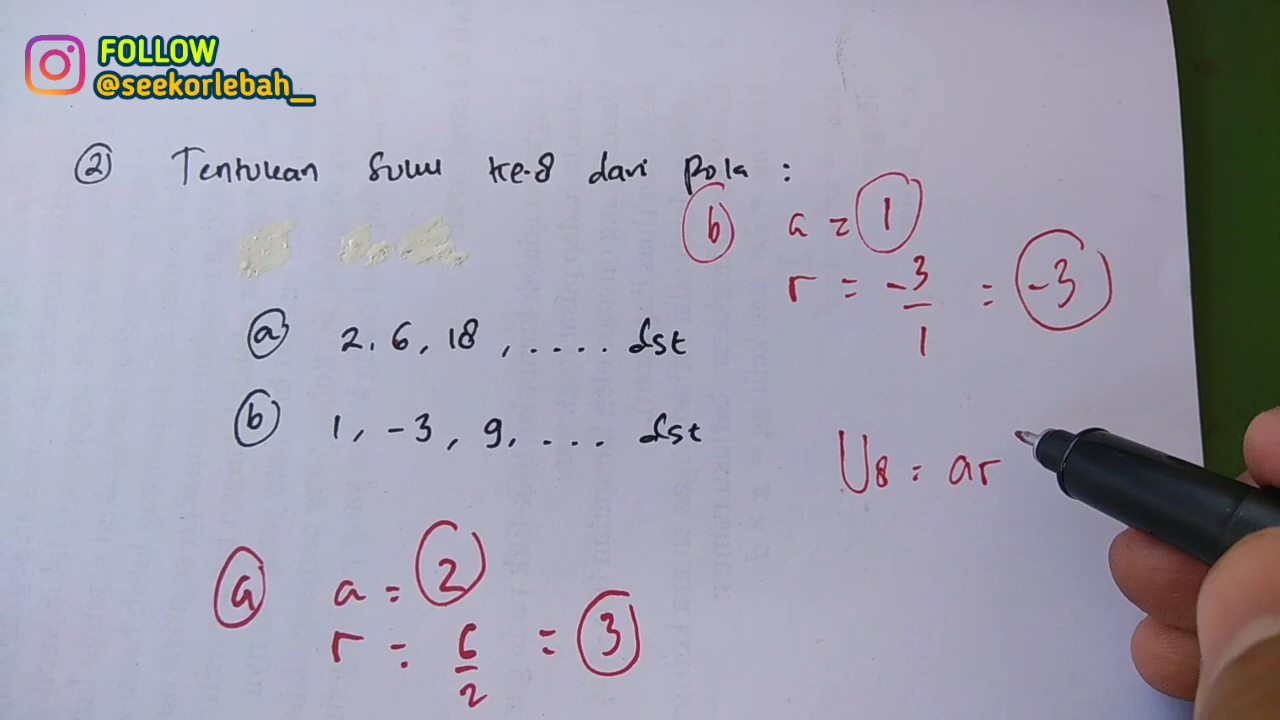 FOLLOW
@seekorlebah_
② Tentukan suku ke-8 dari pola :
ⓐ 2, 6, 18, .... dst
ⓑ 1, -3, 9, ... dst
ⓑ a = 1
r = -3/1 = -3
U8 = ar
ⓐ a = 2
r = 6/2 = 3